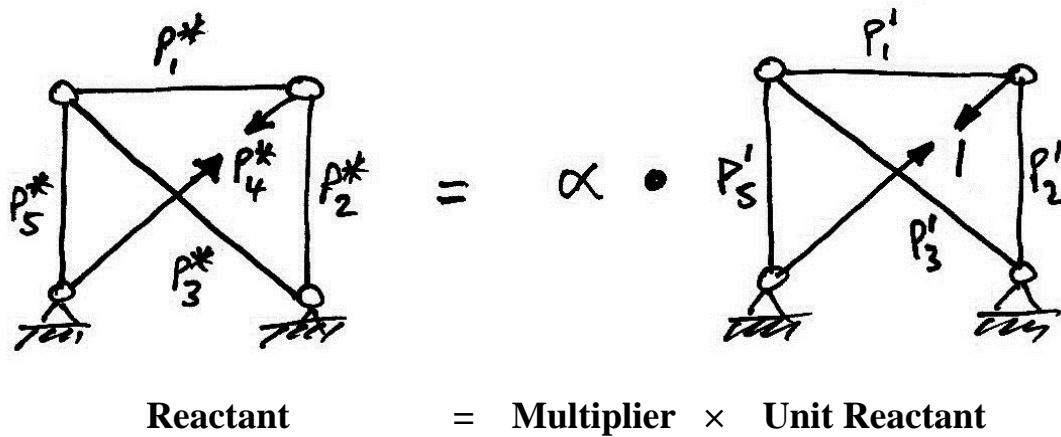 P₁* P₁'
P₅* P₄* P₂* = α • P₅' 1 P₂'
P₃* P₃'
Reactant = Multiplier × Unit Reactant